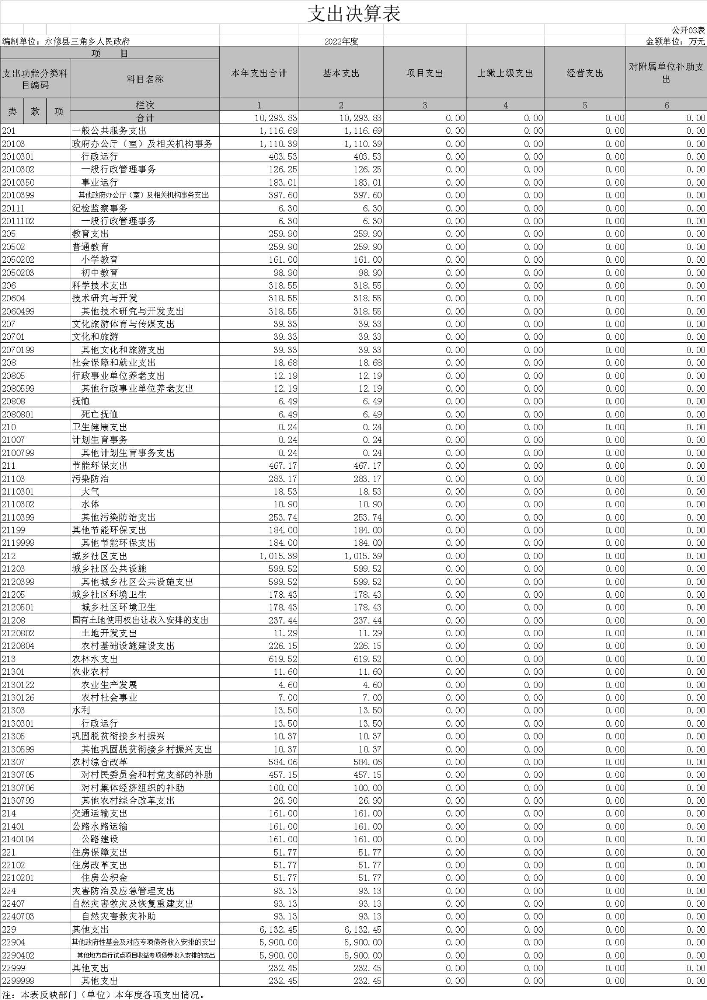 支出决算表
公开03表
编制单位：永修县三角乡人民政府 2022年度 金额单位：万元
项 目 本年支出合计 基本支出 项目支出 上缴上级支出 经营支出 对附属单位补助支出
支出功能分类科目编码 科目名称
类 款 项 栏次 1 2 3 4 5 6
合计 10,293.83 10,293.83 0.00 0.00 0.00 0.00
201 一般公共服务支出 1,116.69 1,116.69 0.00 0.00 0.00 0.00
20103 政府办公厅（室）及相关机构事务 1,110.39 1,110.39 0.00 0.00 0.00 0.00
2010301 行政运行 403.53 403.53 0.00 0.00 0.00 0.00
2010302 一般行政管理事务 126.25 126.25 0.00 0.00 0.00 0.00
2010350 事业运行 183.01 183.01 0.00 0.00 0.00 0.00
2010399 其他政府办公厅（室）及相关机构事务支出 397.60 397.60 0.00 0.00 0.00 0.00
20111 纪检监察事务 6.30 6.30 0.00 0.00 0.00 0.00
2011102 一般行政管理事务 6.30 6.30 0.00 0.00 0.00 0.00
205 教育支出 259.90 259.90 0.00 0.00 0.00 0.00
20502 普通教育 259.90 259.90 0.00 0.00 0.00 0.00
2050202 小学教育 161.00 161.00 0.00 0.00 0.00 0.00
2050203 初中教育 98.90 98.90 0.00 0.00 0.00 0.00
206 科学技术支出 318.55 318.55 0.00 0.00 0.00 0.00
20604 技术研究与开发 318.55 318.55 0.00 0.00 0.00 0.00
2060499 其他技术研究与开发支出 318.55 318.55 0.00 0.00 0.00 0.00
207 文化旅游体育与传媒支出 39.33 39.33 0.00 0.00 0.00 0.00
20701 文化和旅游 39.33 39.33 0.00 0.00 0.00 0.00
2070199 其他文化和旅游支出 39.33 39.33 0.00 0.00 0.00 0.00
208 社会保障和就业支出 18.68 18.68 0.00 0.00 0.00 0.00
20805 行政事业单位养老支出 12.19 12.19 0.00 0.00 0.00 0.00
2080599 其他行政事业单位养老支出 12.19 12.19 0.00 0.00 0.00 0.00
20808 抚恤 6.49 6.49 0.00 0.00 0.00 0.00
2080801 死亡抚恤 6.49 6.49 0.00 0.00 0.00 0.00
210 卫生健康支出 0.24 0.24 0.00 0.00 0.00 0.00
21007 计划生育事务 0.24 0.24 0.00 0.00 0.00 0.00
2100799 其他计划生育事务支出 0.24 0.24 0.00 0.00 0.00 0.00
211 节能环保支出 467.17 467.17 0.00 0.00 0.00 0.00
21103 污染防治 283.17 283.17 0.00 0.00 0.00 0.00
2110301 大气 18.53 18.53 0.00 0.00 0.00 0.00
2110302 水体 10.90 10.90 0.00 0.00 0.00 0.00
2110399 其他污染防治支出 253.74 253.74 0.00 0.00 0.00 0.00
21199 其他节能环保支出 184.00 184.00 0.00 0.00 0.00 0.00
2119999 其他节能环保支出 184.00 184.00 0.00 0.00 0.00 0.00
212 城乡社区支出 1,015.39 1,015.39 0.00 0.00 0.00 0.00
21203 城乡社区公共设施 599.52 599.52 0.00 0.00 0.00 0.00
2120399 其他城乡社区公共设施支出 599.52 599.52 0.00 0.00 0.00 0.00
21205 城乡社区环境卫生 178.43 178.43 0.00 0.00 0.00 0.00
2120501 城乡社区环境卫生 178.43 178.43 0.00 0.00 0.00 0.00
21208 国有土地使用权出让收入安排的支出 237.44 237.44 0.00 0.00 0.00 0.00
2120802 土地开发支出 11.29 11.29 0.00 0.00 0.00 0.00
2120804 农村基础设施建设支出 226.15 226.15 0.00 0.00 0.00 0.00
213 农林水支出 619.52 619.52 0.00 0.00 0.00 0.00
21301 农业农村 11.60 11.60 0.00 0.00 0.00 0.00
2130122 农业生产发展 4.60 4.60 0.00 0.00 0.00 0.00
2130126 农村社会事业 7.00 7.00 0.00 0.00 0.00 0.00
21303 水利 13.50 13.50 0.00 0.00 0.00 0.00
2130301 行政运行 13.50 13.50 0.00 0.00 0.00 0.00
21305 巩固脱贫衔接乡村振兴 10.37 10.37 0.00 0.00 0.00 0.00
2130599 其他巩固脱贫衔接乡村振兴支出 10.37 10.37 0.00 0.00 0.00 0.00
21307 农村综合改革 584.06 584.06 0.00 0.00 0.00 0.00
2130705 对村民委员会和村党支部的补助 457.15 457.15 0.00 0.00 0.00 0.00
2130706 对村集体经济组织的补助 100.00 100.00 0.00 0.00 0.00 0.00
2130799 其他农村综合改革支出 26.90 26.90 0.00 0.00 0.00 0.00
214 交通运输支出 161.00 161.00 0.00 0.00 0.00 0.00
21401 公路水路运输 161.00 161.00 0.00 0.00 0.00 0.00
2140104 公路建设 161.00 161.00 0.00 0.00 0.00 0.00
221 住房保障支出 51.77 51.77 0.00 0.00 0.00 0.00
22102 住房改革支出 51.77 51.77 0.00 0.00 0.00 0.00
2210201 住房公积金 51.77 51.77 0.00 0.00 0.00 0.00
224 灾害防治及应急管理支出 93.13 93.13 0.00 0.00 0.00 0.00
22407 自然灾害救灾及恢复重建支出 93.13 93.13 0.00 0.00 0.00 0.00
2240703 自然灾害救灾补助 93.13 93.13 0.00 0.00 0.00 0.00
229 其他支出 6,132.45 6,132.45 0.00 0.00 0.00 0.00
22904 其他政府性基金及对应专项债务收入安排的支出 5,900.00 5,900.00 0.00 0.00 0.00 0.00
2290402 其他地方自行试点项目收益专项债券收入安排的支出 5,900.00 5,900.00 0.00 0.00 0.00 0.00
22999 其他支出 232.45 232.45 0.00 0.00 0.00 0.00
2299999 其他支出 232.45 232.45 0.00 0.00 0.00 0.00
注：本表反映部门（单位）本年度各项支出情况。